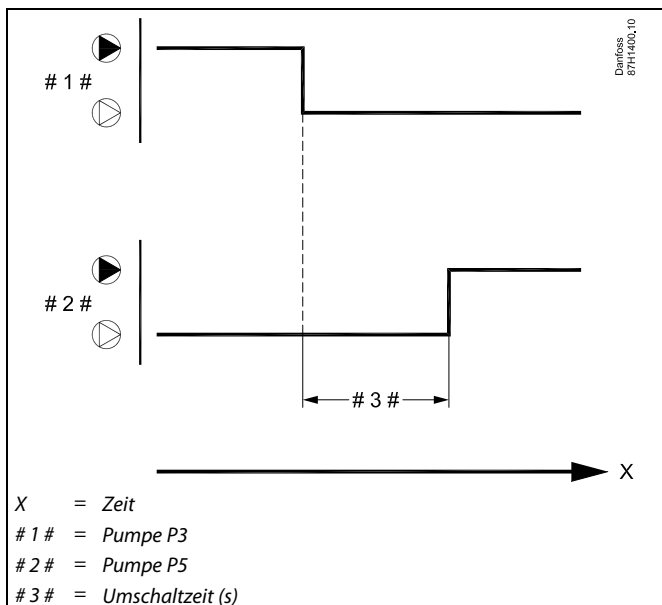 Danfoss
87H1400.10
# 1 #
# 2 #
# 3 #
X
X = Zeit
# 1 # = Pumpe P3
# 2 # = Pumpe P5
# 3 # = Umschaltzeit (s)